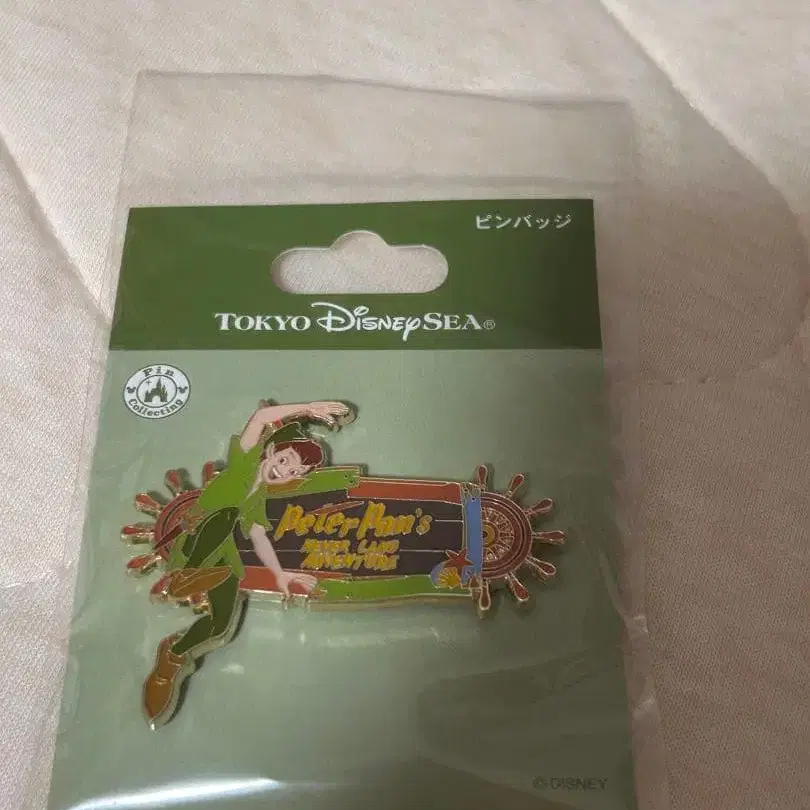 ピンバッジ
TOKYO DISNEYSEA®
Pin
Collecting
Peter Pan's
NEVER LAND
ADVENTURE
©DISNEY